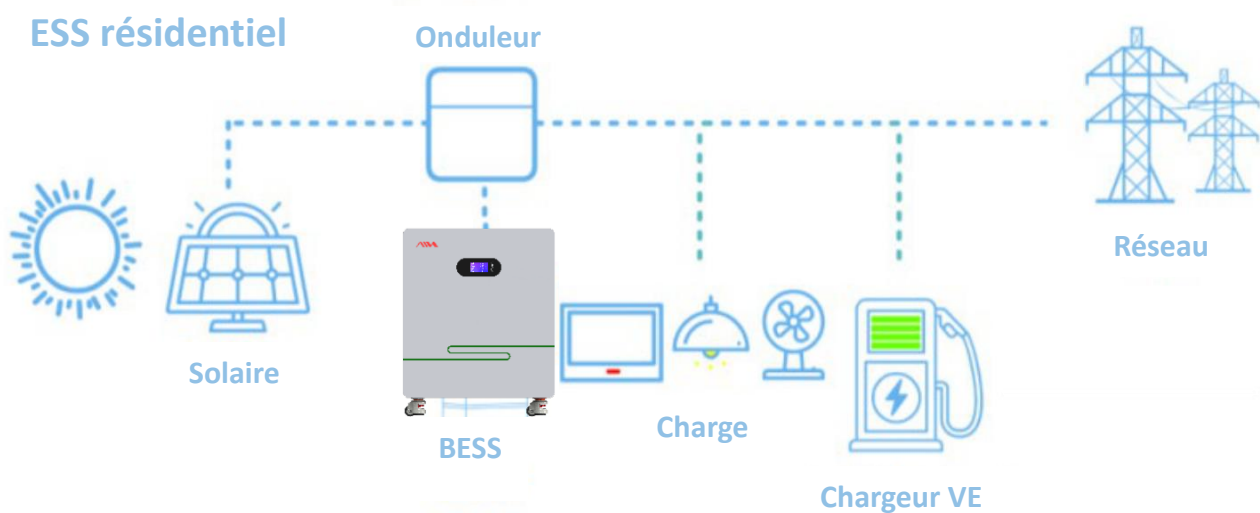 ESS résidentiel
Onduleur
Réseau
Solaire
Charge
BESS
Chargeur VE